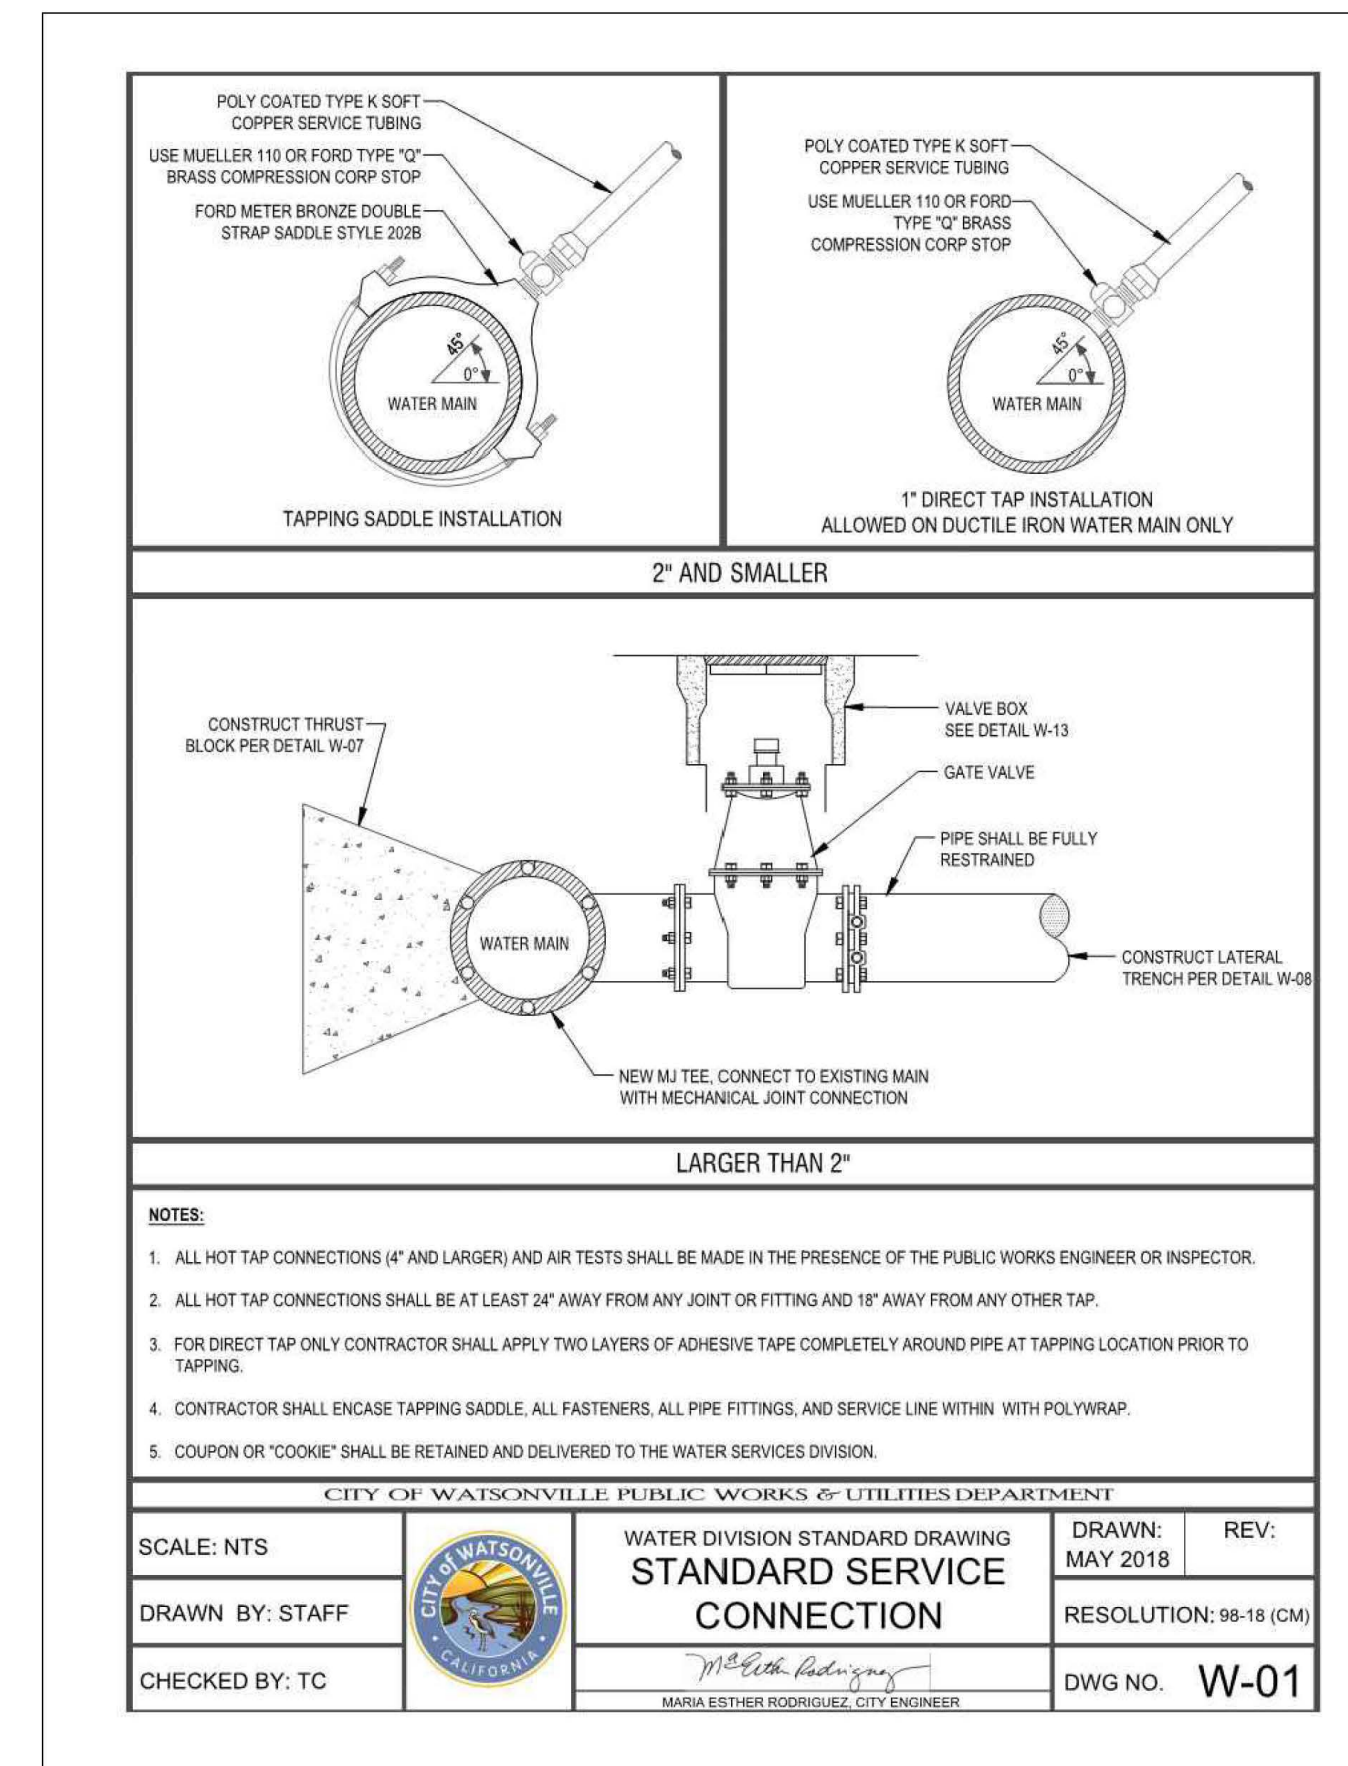 POLY COATED TYPE K SOFT
COPPER SERVICE TUBING
USE MUELLER 110 OR FORD TYPE "Q"
BRASS COMPRESSION CORP STOP
FORD METER BRONZE DOUBLE
STRAP SADDLE STYLE 202B
45°
0°
WATER MAIN
TAPPING SADDLE INSTALLATION
POLY COATED TYPE K SOFT
COPPER SERVICE TUBING
USE MUELLER 110 OR FORD
TYPE "Q" BRASS
COMPRESSION CORP STOP
45°
0°
WATER MAIN
1" DIRECT TAP INSTALLATION
ALLOWED ON DUCTILE IRON WATER MAIN ONLY
2" AND SMALLER
CONSTRUCT THRUST
BLOCK PER DETAIL W-07
VALVE BOX
SEE DETAIL W-13
GATE VALVE
PIPE SHALL BE FULLY
RESTRAINED
WATER MAIN
CONSTRUCT LATERAL
TRENCH PER DETAIL W-08
NEW MJ TEE, CONNECT TO EXISTING MAIN
WITH MECHANICAL JOINT CONNECTION
LARGER THAN 2"
NOTES:
1. ALL HOT TAP CONNECTIONS (4" AND LARGER) AND AIR TESTS SHALL BE MADE IN THE PRESENCE OF THE PUBLIC WORKS ENGINEER OR INSPECTOR.
2. ALL HOT TAP CONNECTIONS SHALL BE AT LEAST 24" AWAY FROM ANY JOINT OR FITTING AND 18" AWAY FROM ANY OTHER TAP.
3. FOR DIRECT TAP ONLY CONTRACTOR SHALL APPLY TWO LAYERS OF ADHESIVE TAPE COMPLETELY AROUND PIPE AT TAPPING LOCATION PRIOR TO
TAPPING.
4. CONTRACTOR SHALL ENCASE TAPPING SADDLE, ALL FASTENERS, ALL PIPE FITTINGS, AND SERVICE LINE WITHIN WITH POLYWRAP.
5. COUPON OR "COOKIE" SHALL BE RETAINED AND DELIVERED TO THE WATER SERVICES DIVISION.
CITY OF WATSONVILLE PUBLIC WORKS & UTILITIES DEPARTMENT
SCALE: NTS
DRAWN BY: STAFF
CHECKED BY: TC
CITY OF WATSONVILLE
• CALIFORNIA •
WATER DIVISION STANDARD DRAWING
STANDARD SERVICE
CONNECTION
Ma Esther Rodriguez
MARIA ESTHER RODRIGUEZ, CITY ENGINEER
DRAWN:
MAY 2018
REV:
RESOLUTION: 98-18 (CM)
DWG NO. W-01